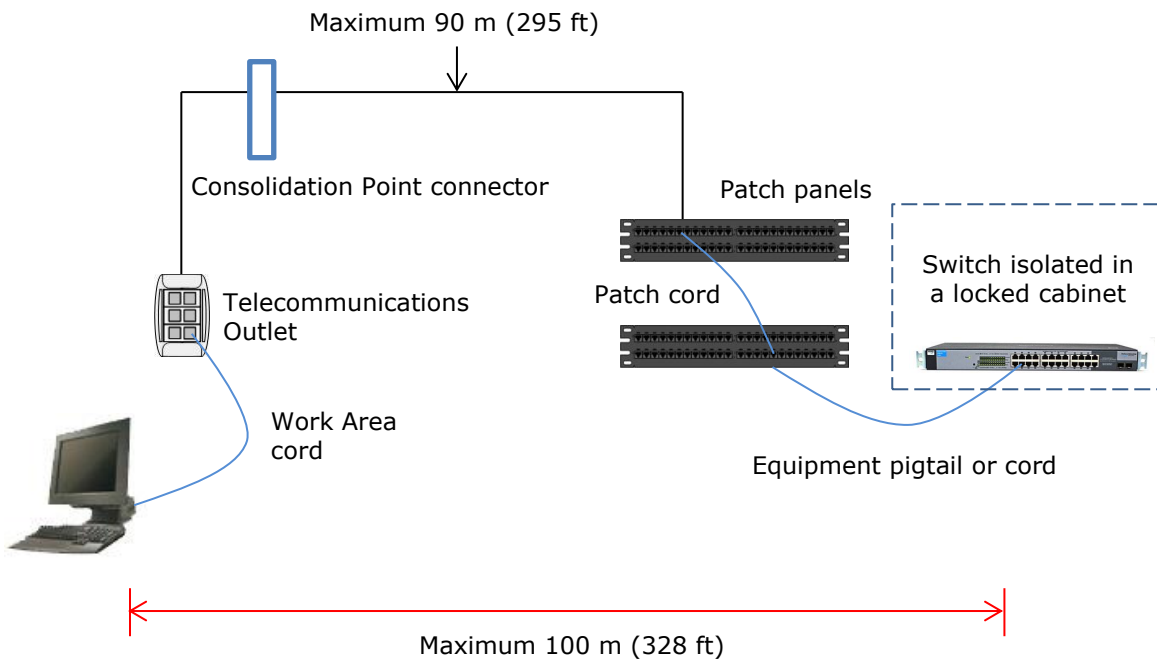 Maximum 90 m (295 ft)
Consolidation Point connector
Patch panels
Switch isolated in
a locked cabinet
Telecommunications
Outlet
Patch cord
Work Area
cord
Equipment pigtail or cord
Maximum 100 m (328 ft)